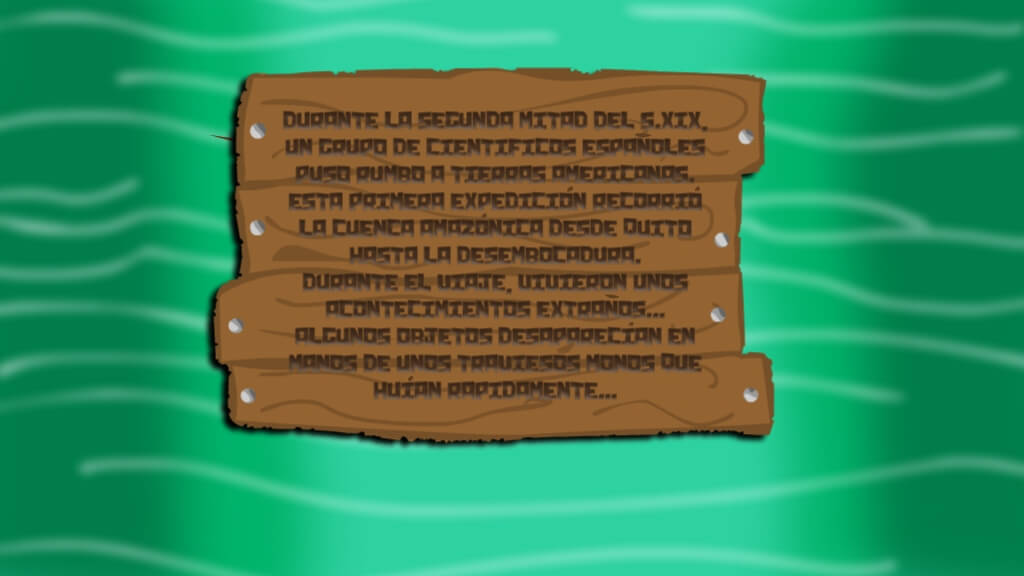 DURANTE LA SEGUNDA MITAD DEL S.XIX,
UN GRUPO DE CIENTIFICOS ESPAÑOLES
PUSO RUMBO A TIERRAS AMERICANAS.
ESTA PRIMERA EXPEDICIÓN RECORRIÓ
LA CUENCA AMAZÓNICA DESDE QUITO
HASTA LA DESEMBOCADURA.
DURANTE EL VIAJE, VIVIERON UNOS
ACONTECIMIENTOS EXTRAÑOS...
ALGUNOS OBJETOS DESAPARECÍAN EN
MANOS DE UNOS TRAVIESOS MONOS QUE
HUÍAN RAPIDAMENTE...